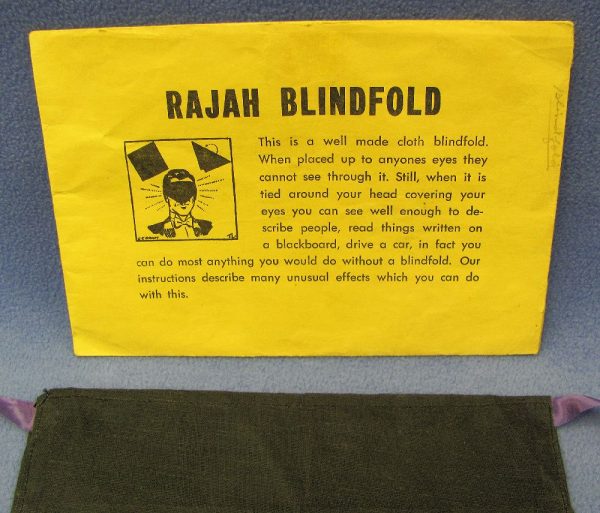 RAJAH BLINDFOLD
This is a well made cloth blindfold.
When placed up to anyones eyes they
cannot see through it. Still, when it is
tied around your head covering your
eyes you can see well enough to de-
scribe people, read things written on
a blackboard, drive a car, in fact you
can do most anything you would do without a blindfold. Our
instructions describe many unusual effects which you can do
with this.